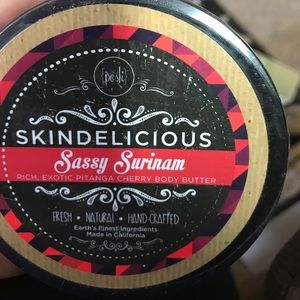 SKINDELICIOUS
Sassy Surinam
RICH, EXOTIC PITANGA CHERRY BODY BUTTER
FRESH • NATURAL • HAND-CRAFTED
Earth's Finest Ingredients
Made in California